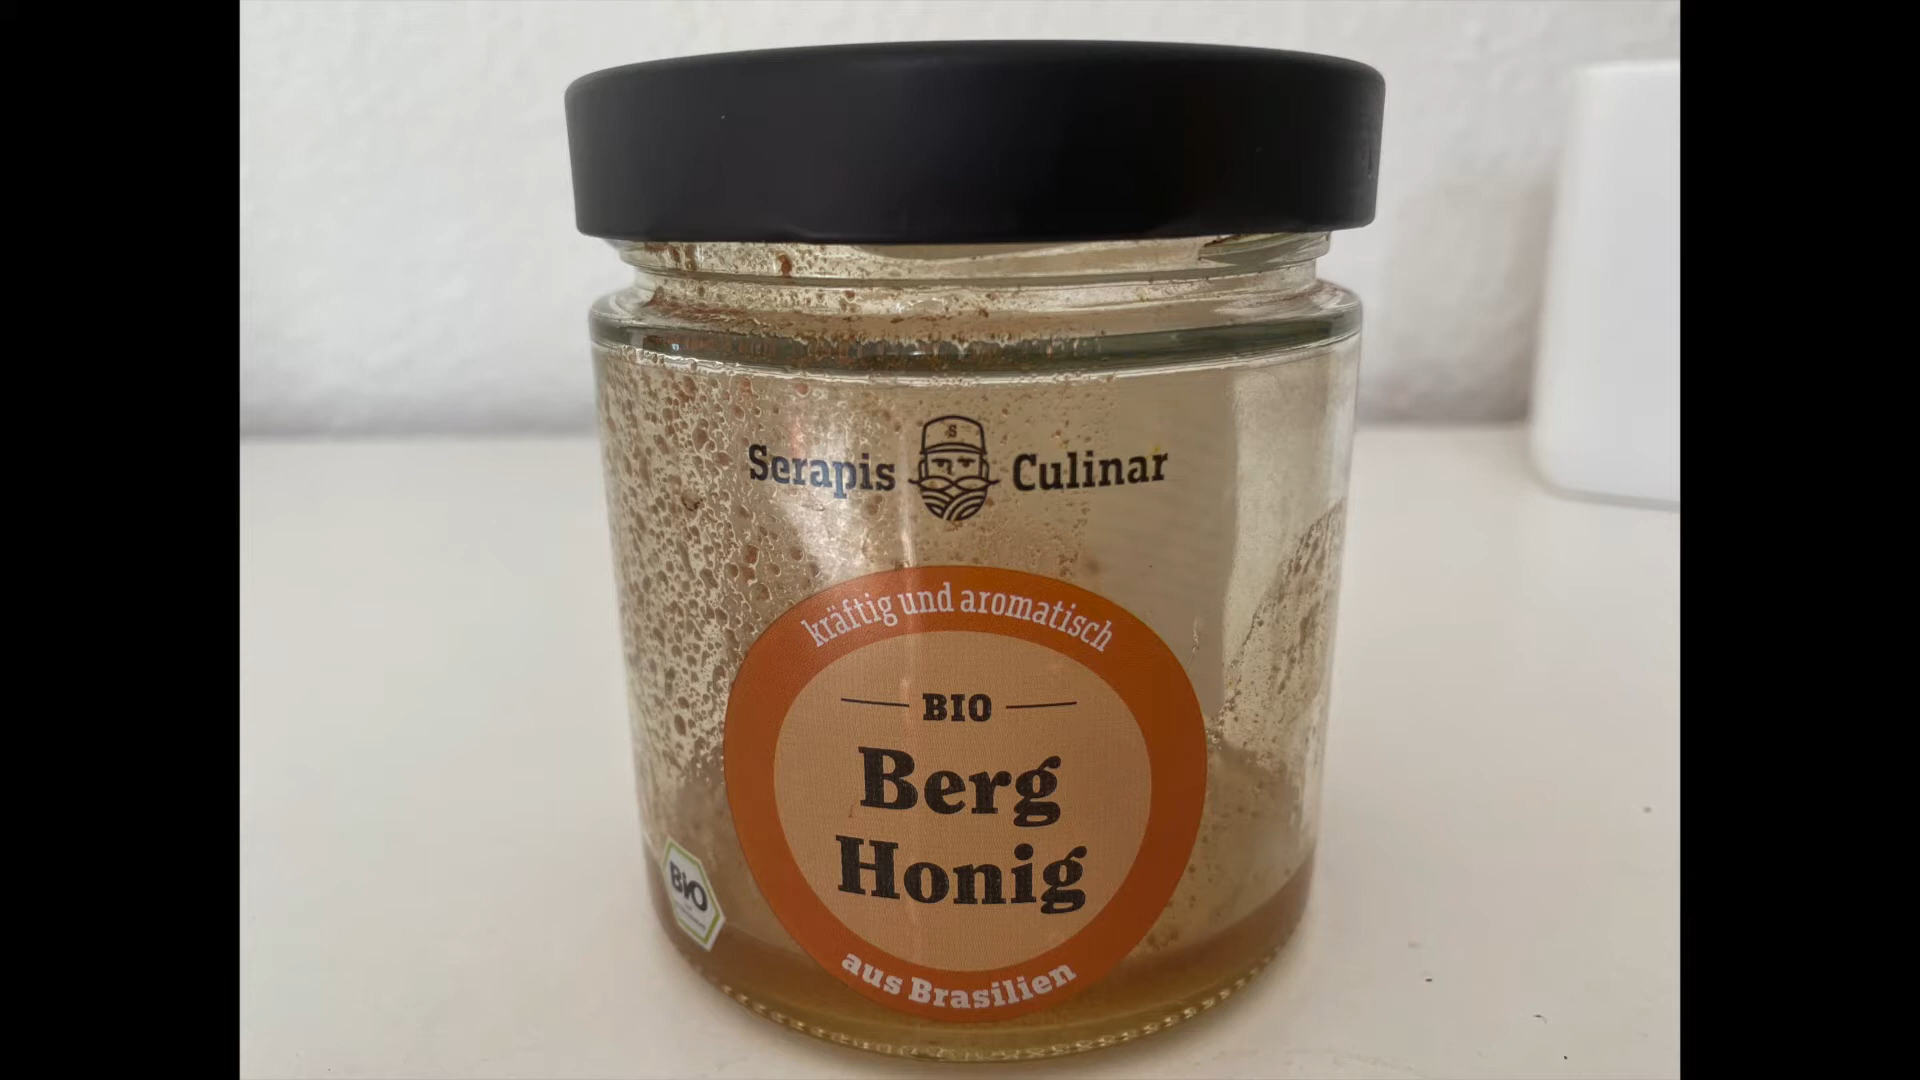 Serapis Culinar
S
kräftig und aromatisch
BIO
Berg
Honig
aus Brasilien
BIO